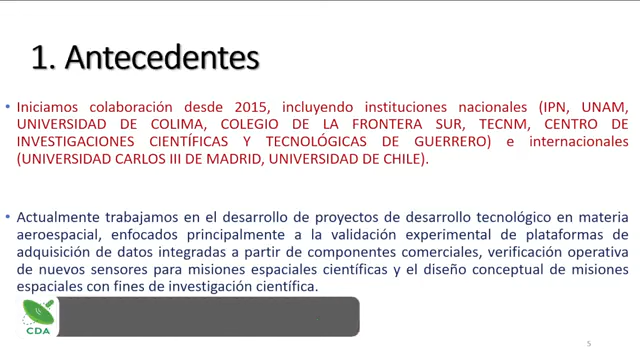 1. Antecedentes
• Iniciamos colaboración desde 2015, incluyendo instituciones nacionales (IPN, UNAM,
UNIVERSIDAD DE COLIMA, COLEGIO DE LA FRONTERA SUR, TECNM, CENTRO DE
INVESTIGACIONES CIENTÍFICAS Y TECNOLÓGICAS DE GUERRERO) e internacionales
(UNIVERSIDAD CARLOS III DE MADRID, UNIVERSIDAD DE CHILE).
• Actualmente trabajamos en el desarrollo de proyectos de desarrollo tecnológico en materia
aeroespacial, enfocados principalmente a la validación experimental de plataformas de
adquisición de datos integradas a partir de componentes comerciales, verificación operativa
de nuevos sensores para misiones espaciales científicas y el diseño conceptual de misiones
espaciales con fines de investigación científica.
CDA
5